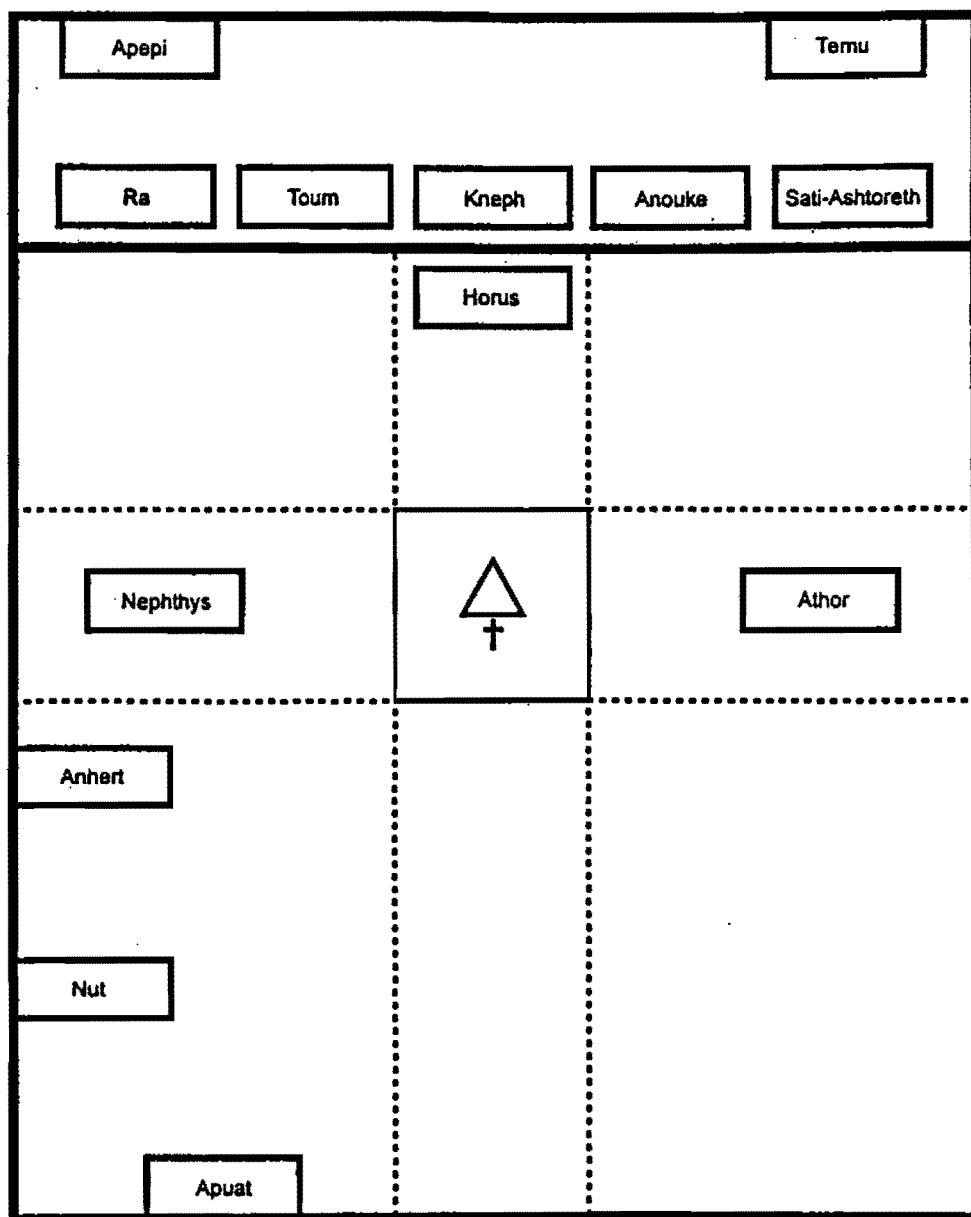 Apepi
Temu
Ra
Toum
Kneph
Anouke
Sati-Ashtoreth
Horus
Nephthys
Athor
Anhert
Nut
Apuat